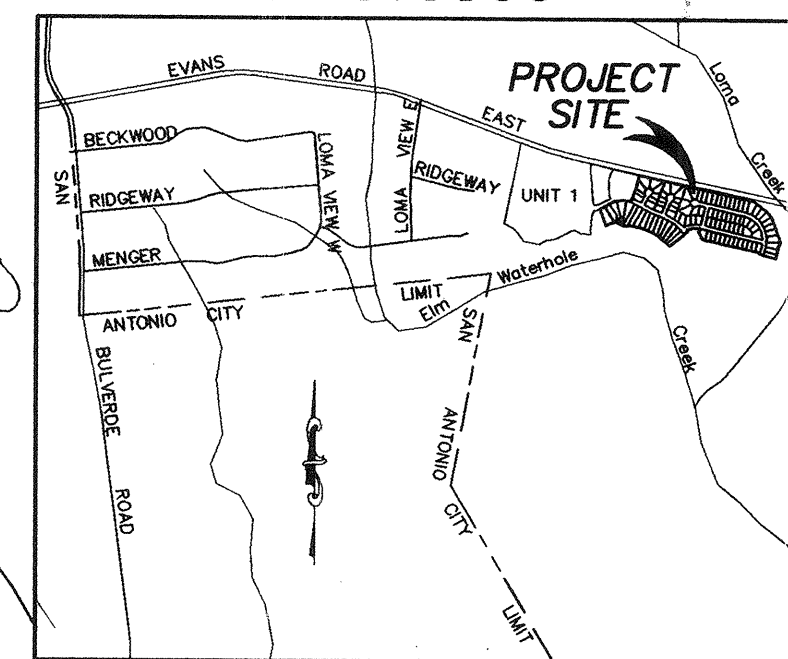 EVANS ROAD
PROJECT
SITE
Loma
Creek
EAST
BECKWOOD
SAN
LOMA VIEW W
LOMA VIEW E
RIDGEWAY
RIDGEWAY
UNIT 1
MENGER
ANTONIO CITY LIMIT
Elm Waterhole
Creek
SAN
ANTONIO
CITY
LIMIT
BULVERDE
ROAD